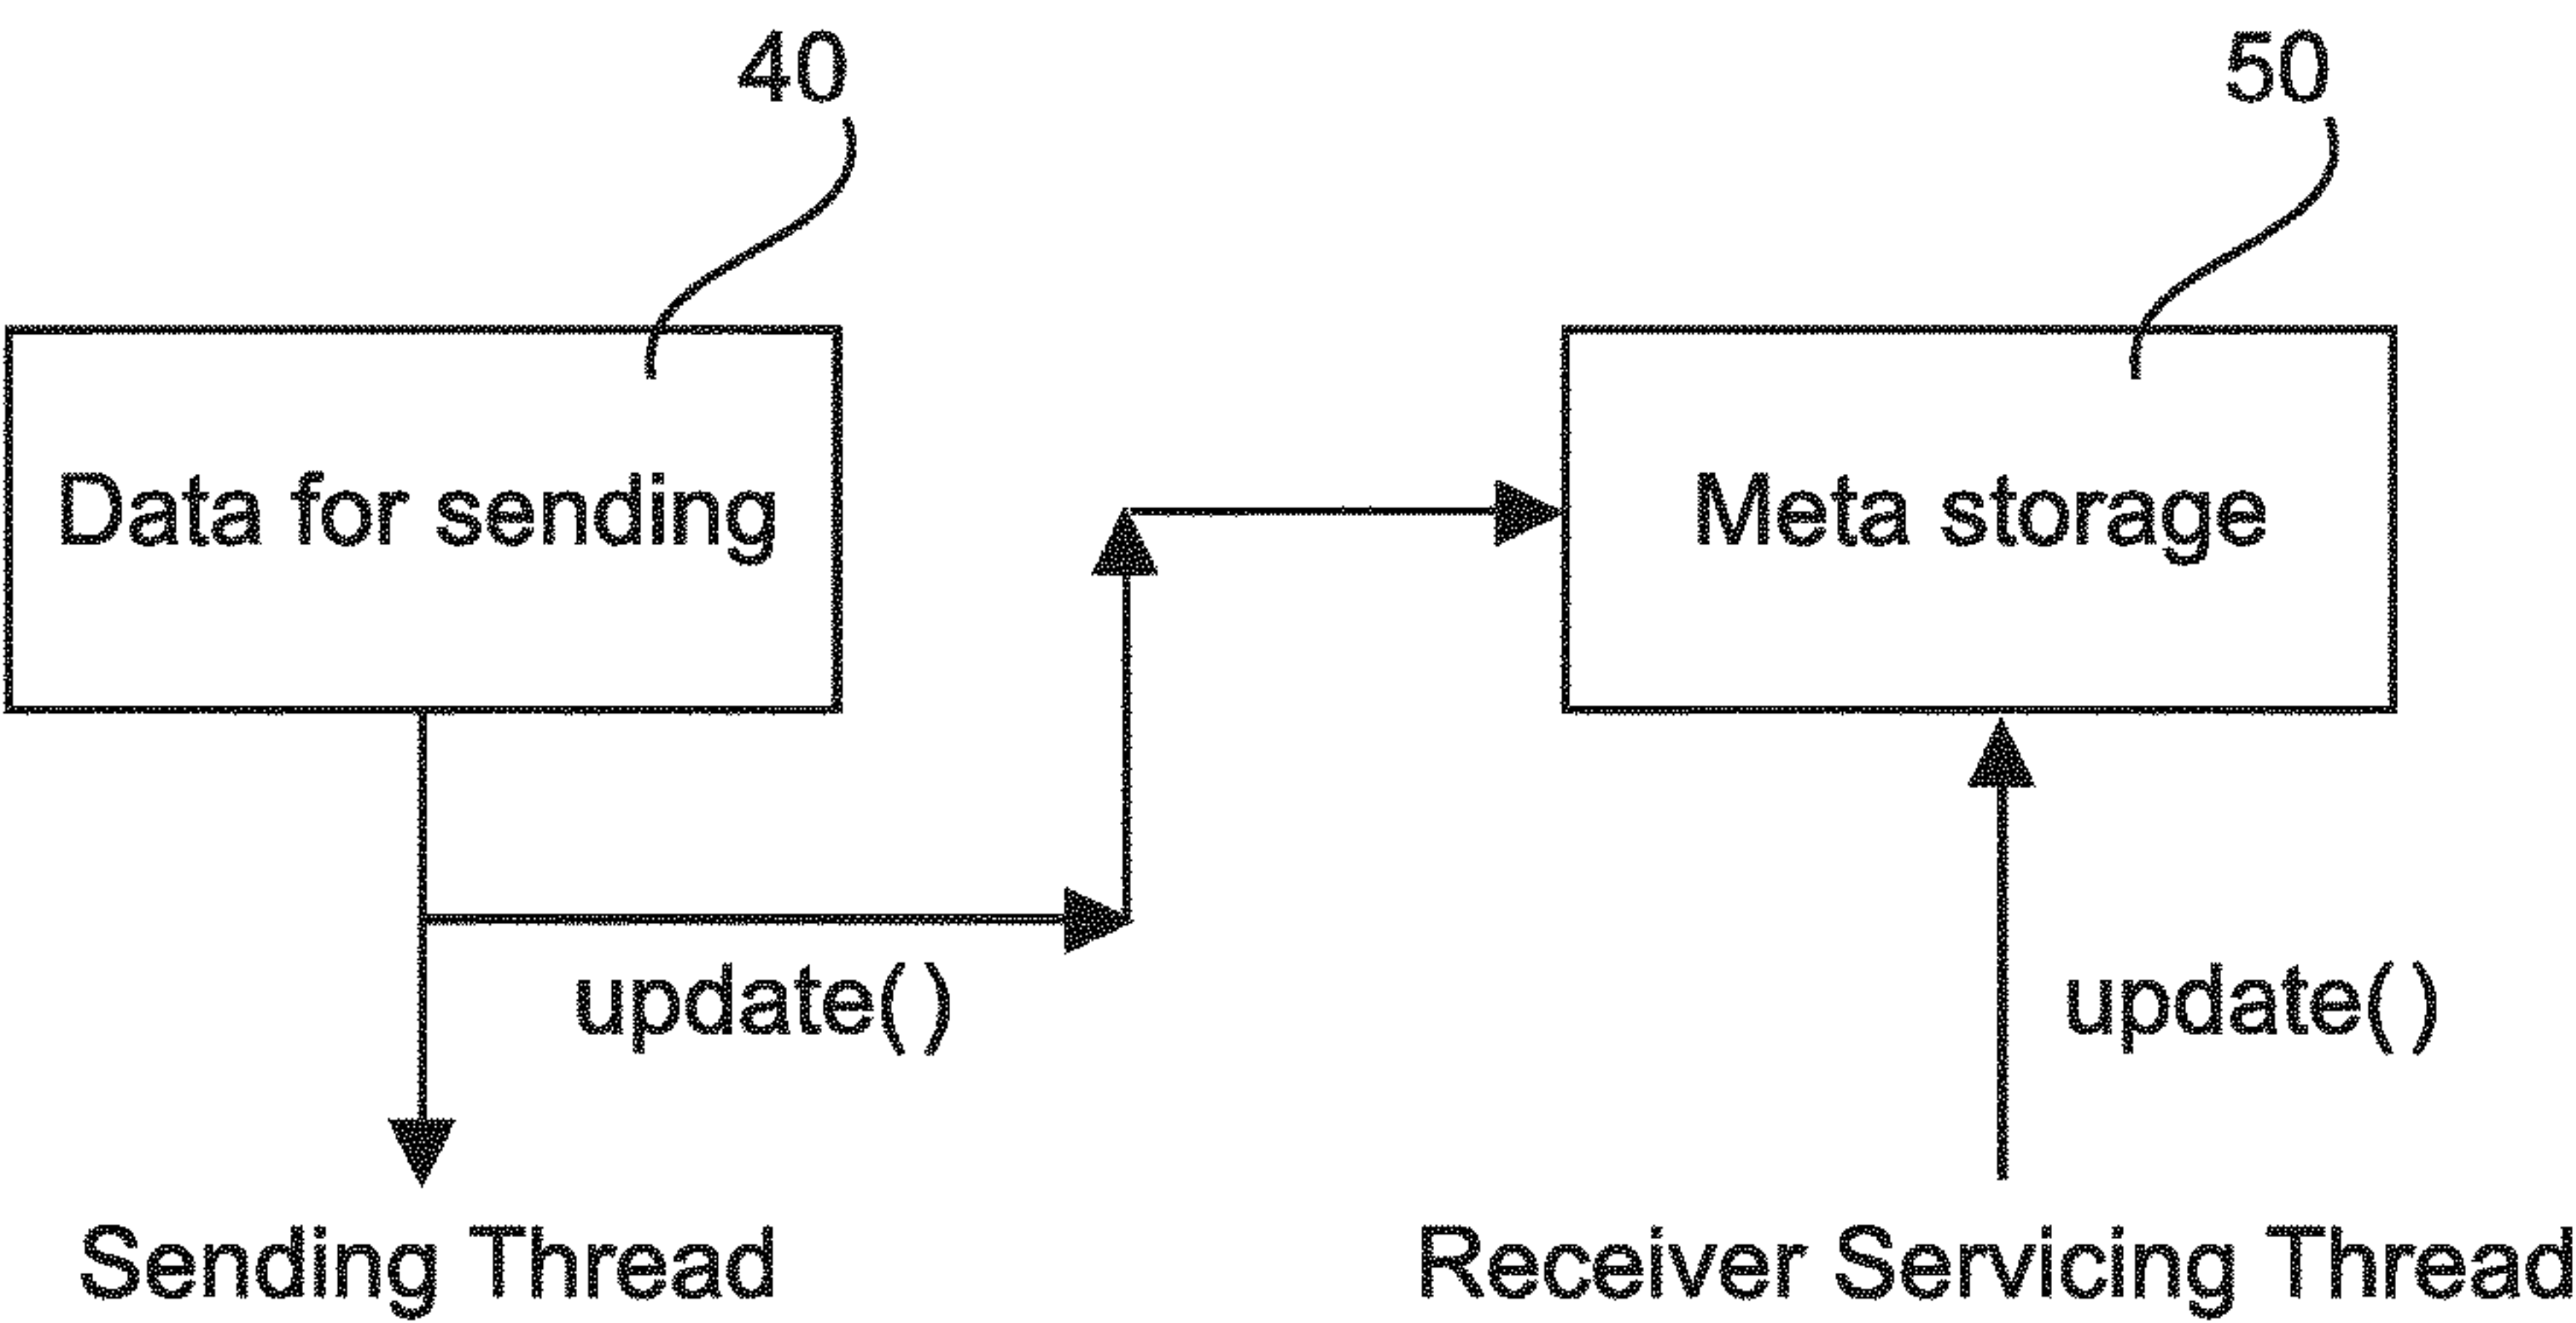 40
50
Data for sending
Meta storage
update()
update()
Sending Thread
Receiver Servicing Thread